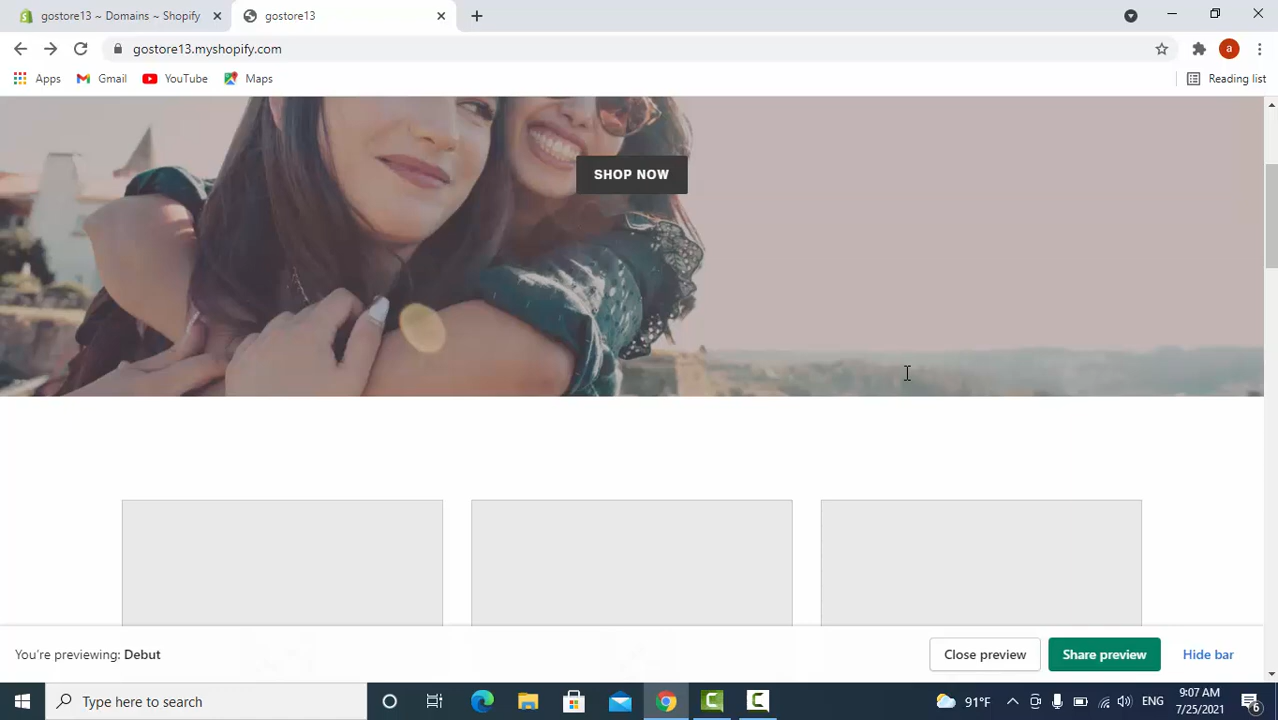 gostore13 ~ Domains ~ Shopify
gostore13
gostore13.myshopify.com
a
Apps
Gmail
YouTube
Maps
Reading list
SHOP NOW
You're previewing: Debut
Close preview
Share preview
Hide bar
Type here to search
91°F
ENG
9:07 AM
7/25/2021
6